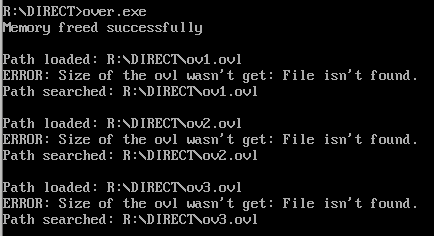 R:\DIRECT>over.exe
Memory freed successfully
Path loaded: R:\DIRECT\ov1.ovl
ERROR: Size of the ovl wasn't get: File isn't found.
Path searched: R:\DIRECT\ov1.ovl
Path loaded: R:\DIRECT\ov2.ovl
ERROR: Size of the ovl wasn't get: File isn't found.
Path searched: R:\DIRECT\ov2.ovl
Path loaded: R:\DIRECT\ov3.ovl
ERROR: Size of the ovl wasn't get: File isn't found.
Path searched: R:\DIRECT\ov3.ovl